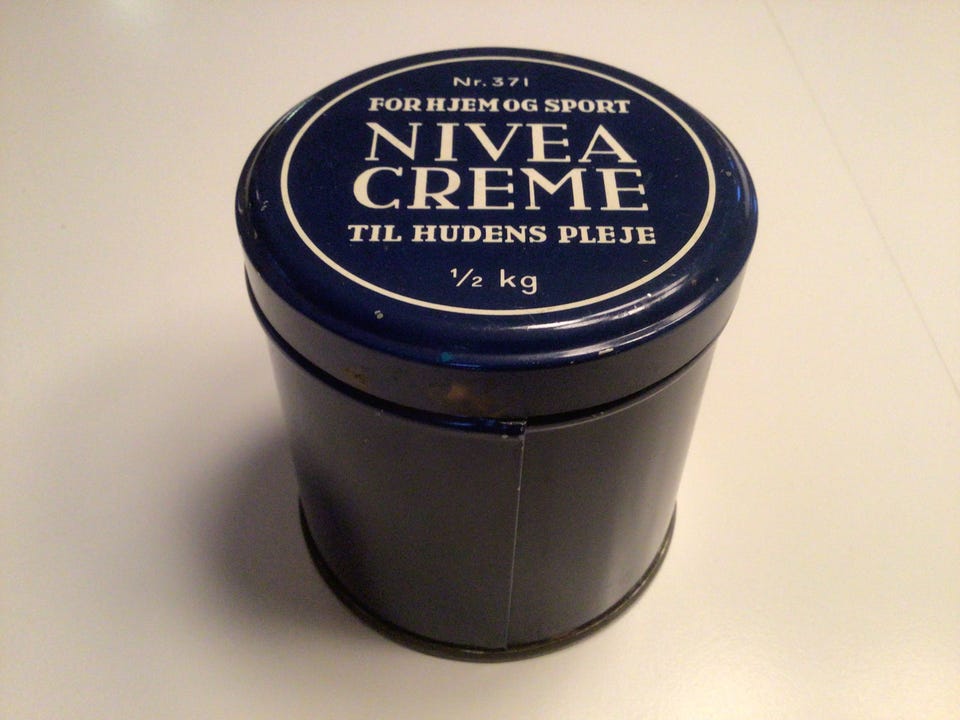 Nr. 371
FOR HJEM OG SPORT
NIVEA
CREME
TIL HUDENS PLEJE
½ kg